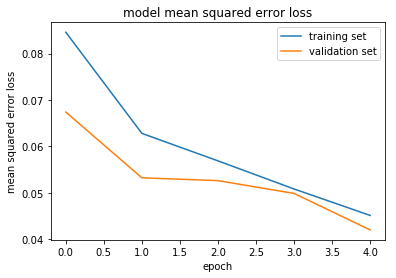 model mean squared error loss
training set
validation set
mean squared error loss
0.08
0.07
0.06
0.05
0.04
0.0 0.5 1.0 1.5 2.0 2.5 3.0 3.5 4.0
epoch